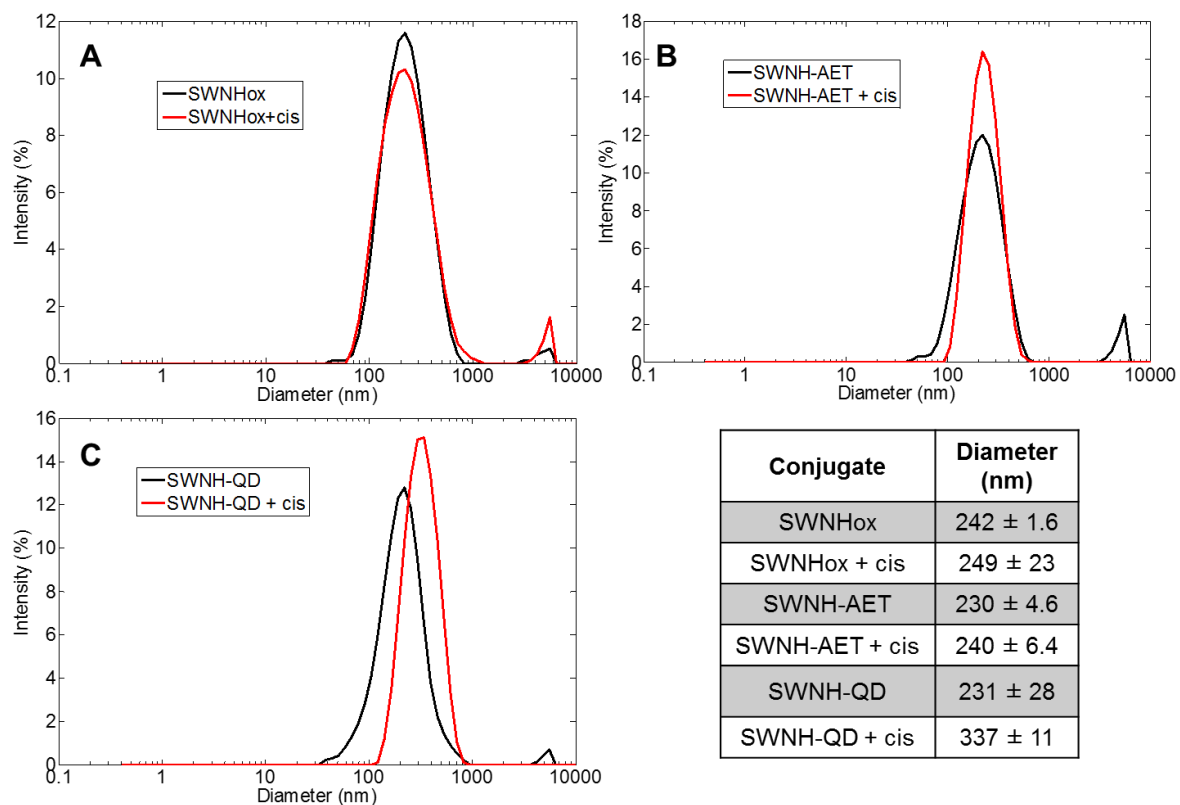 A
SWNHox
SWNHox+cis
Intensity (%)
12
10
8
6
4
2
0
0.1 1 10 100 1000 10000
Diameter (nm)
B
SWNH-AET
SWNH-AET + cis
Intensity (%)
18
16
14
12
10
8
6
4
2
0
0.1 1 10 100 1000 10000
Diameter (nm)
C
SWNH-QD
SWNH-QD + cis
Intensity (%)
16
14
12
10
8
6
4
2
0
0.1 1 10 100 1000 10000
Diameter (nm)
Conjugate Diameter
(nm)
SWNHox 242 ± 1.6
SWNHox + cis 249 ± 23
SWNH-AET 230 ± 4.6
SWNH-AET + cis 240 ± 6.4
SWNH-QD 231 ± 28
SWNH-QD + cis 337 ± 11